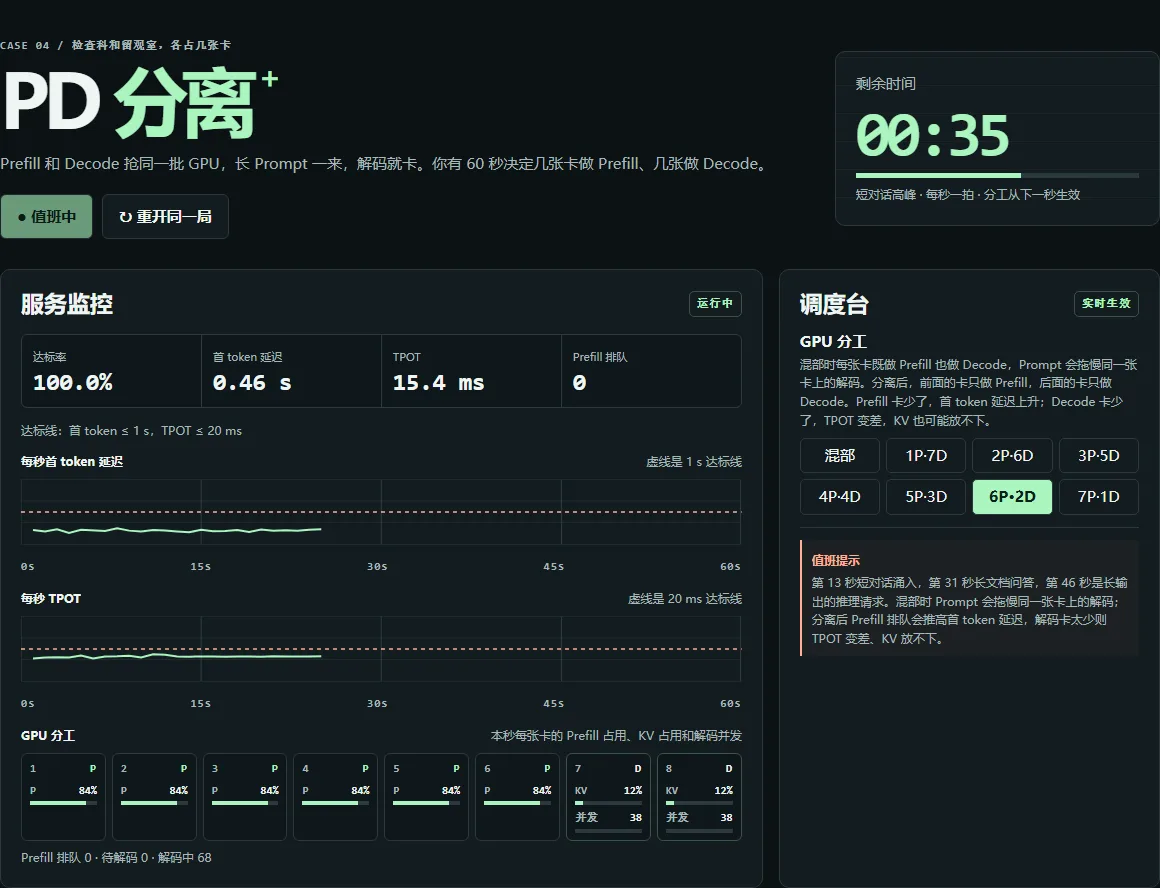 CASE 04 / 检查科和留观室，各占几张卡
PD 分离+
Prefill 和 Decode 抢同一批 GPU，长 Prompt 一来，解码就卡。你有 60 秒决定几张卡做 Prefill、几张做 Decode。
● 值班中
↻ 重开同一局
剩余时间
00:35
短对话高峰 · 每秒一拍 · 分工从下一秒生效
服务监控
运行中
达标率
100.0%
首 token 延迟
0.46 s
TPOT
15.4 ms
Prefill 排队
0
达标线：首 token ≤ 1 s，TPOT ≤ 20 ms
每秒首 token 延迟
虚线是 1 s 达标线
0s 15s 30s 45s 60s
每秒 TPOT
虚线是 20 ms 达标线
0s 15s 30s 45s 60s
GPU 分工
本秒每张卡的 Prefill 占用、KV 占用和解码并发
1 P 2 P 3 P 4 P 5 P 6 P 7 D 8 D
P 84% P 84% P 84% P 84% P 84% P 84% KV 12% KV 12%
并发 38 并发 38
Prefill 排队 0 · 待解码 0 · 解码中 68
调度台
实时生效
GPU 分工
混部时每张卡既做 Prefill 也做 Decode，Prompt 会拖慢同一张
卡上的解码。分离后，前面的卡只做 Prefill，后面的卡只做
Decode。Prefill 卡少了，首 token 延迟上升；Decode 卡少
了，TPOT 变差，KV 也可能放不下。
混部 1P·7D 2P·6D 3P·5D
4P·4D 5P·3D 6P·2D 7P·1D
值班提示
第 13 秒短对话涌入，第 31 秒长文档问答，第 46 秒是长输
出的推理请求。混部时 Prompt 会拖慢同一张卡上的解码；
分离后 Prefill 排队会推高首 token 延迟，解码卡太少则
TPOT 变差、KV 放不下。